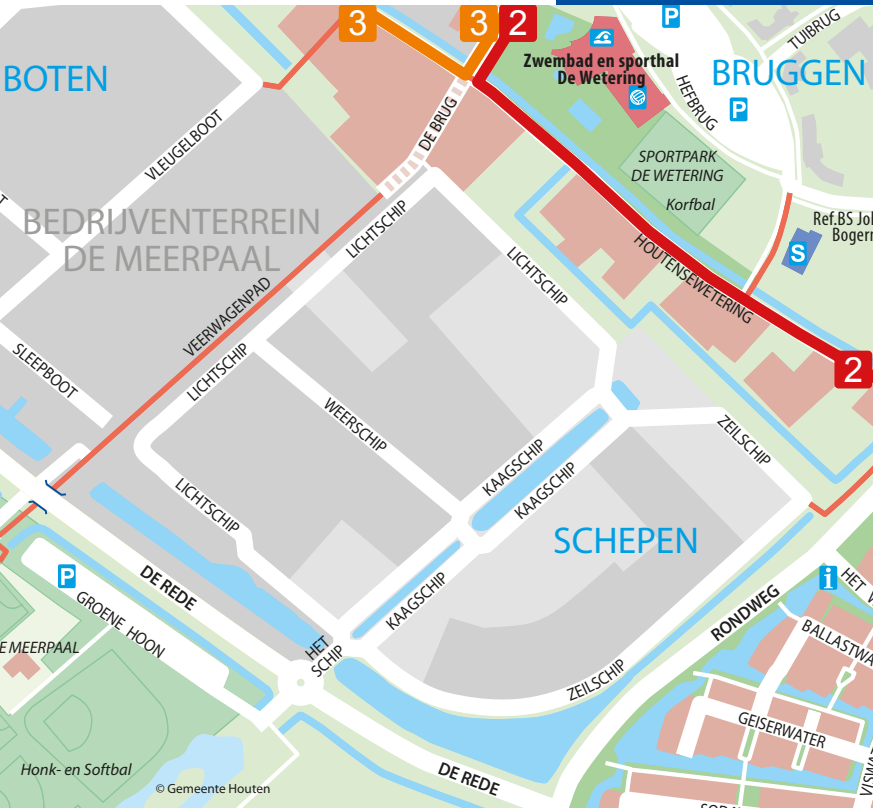 3
3
2
P
TUIBRUG
Zwembad en sporthal
De Wetering
BOTEN
BRUGGEN
HEFBRUG
P
DE BRUG
VLEUGELBOOT
SPORTPARK
DE WETERING
Korfbal
BEDRIJVENTERREIN
DE MEERPAAL
LICHTSCHIP
Ref.BS Jo
Bogerr
S
HOUTENSEWETERING
LICHTSCHIP
VEERWAGENPAD
SLEEPBOOT
LICHTSCHIP
2
WEERSCHIP
ZEILSCHIP
KAAGSCHIP
KAAGSCHIP
LICHTSCHIP
SCHEPEN
P
DE REDE
i
HET
GROENE HOON
KAAGSCHIP
RONDWEG
BALLASTWA
E MEERPAAL
HET
SCHIP
ZEILSCHIP
GEISERWATER
VISWAT
Honk- en Softbal
DE REDE
© Gemeente Houten